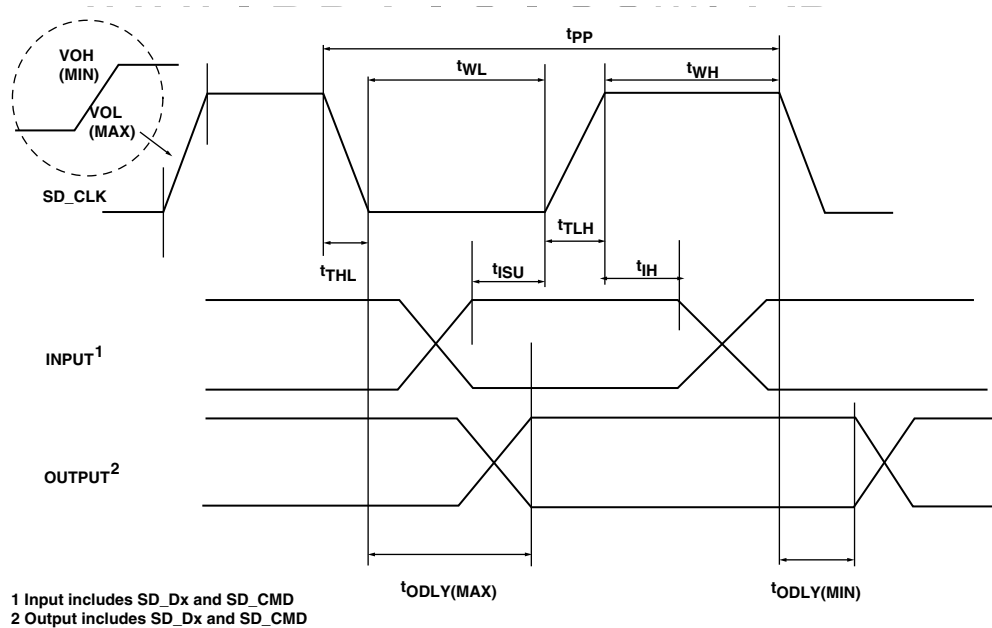 tPP
VOH
(MIN)
tWL
tWH
VOL
(MAX)
SD_CLK
tTHL
tISU
tTLH
tIH
INPUT1
OUTPUT2
tODLY(MAX)
tODLY(MIN)
1 Input includes SD_Dx and SD_CMD
2 Output includes SD_Dx and SD_CMD